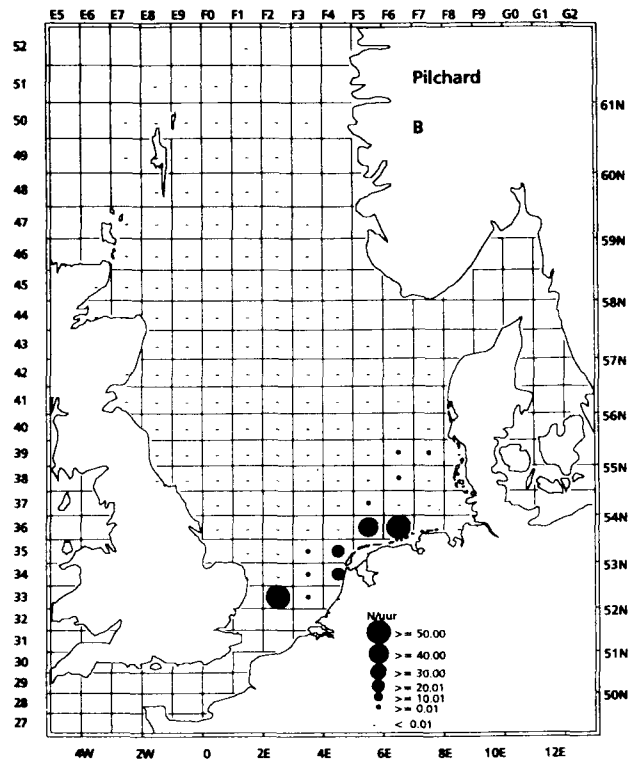 E5 E6 E7 E8 E9 F0 F1 F2 F3 F4 F5 F6 F7 F8 F9 G0 G1 G2
52
51
50
49
48
47
46
45
44
43
42
41
40
39
38
37
36
35
34
33
32
31
30
29
28
27
Pilchard
B
61N
60N
59N
58N
57N
56N
55N
54N
53N
52N
51N
50N
N/uur
>= 50.00
>= 40.00
>= 30.00
>= 20.01
>= 10.01
>= 0.01
< 0.01
4W 2W 0 2E 4E 6E 8E 10E 12E